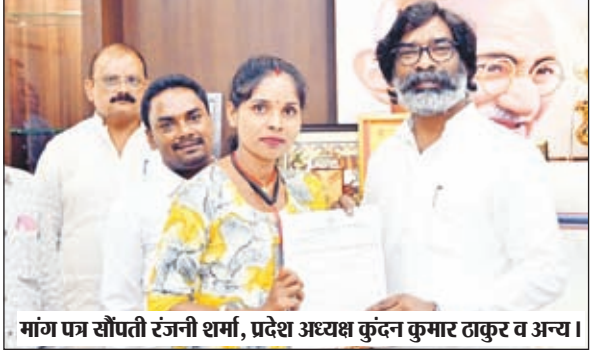 मांग पत्र सौंपती रंजनी शर्मा, प्रदेश अध्यक्ष कुंदन कुमार ठाकुर व अन्य।